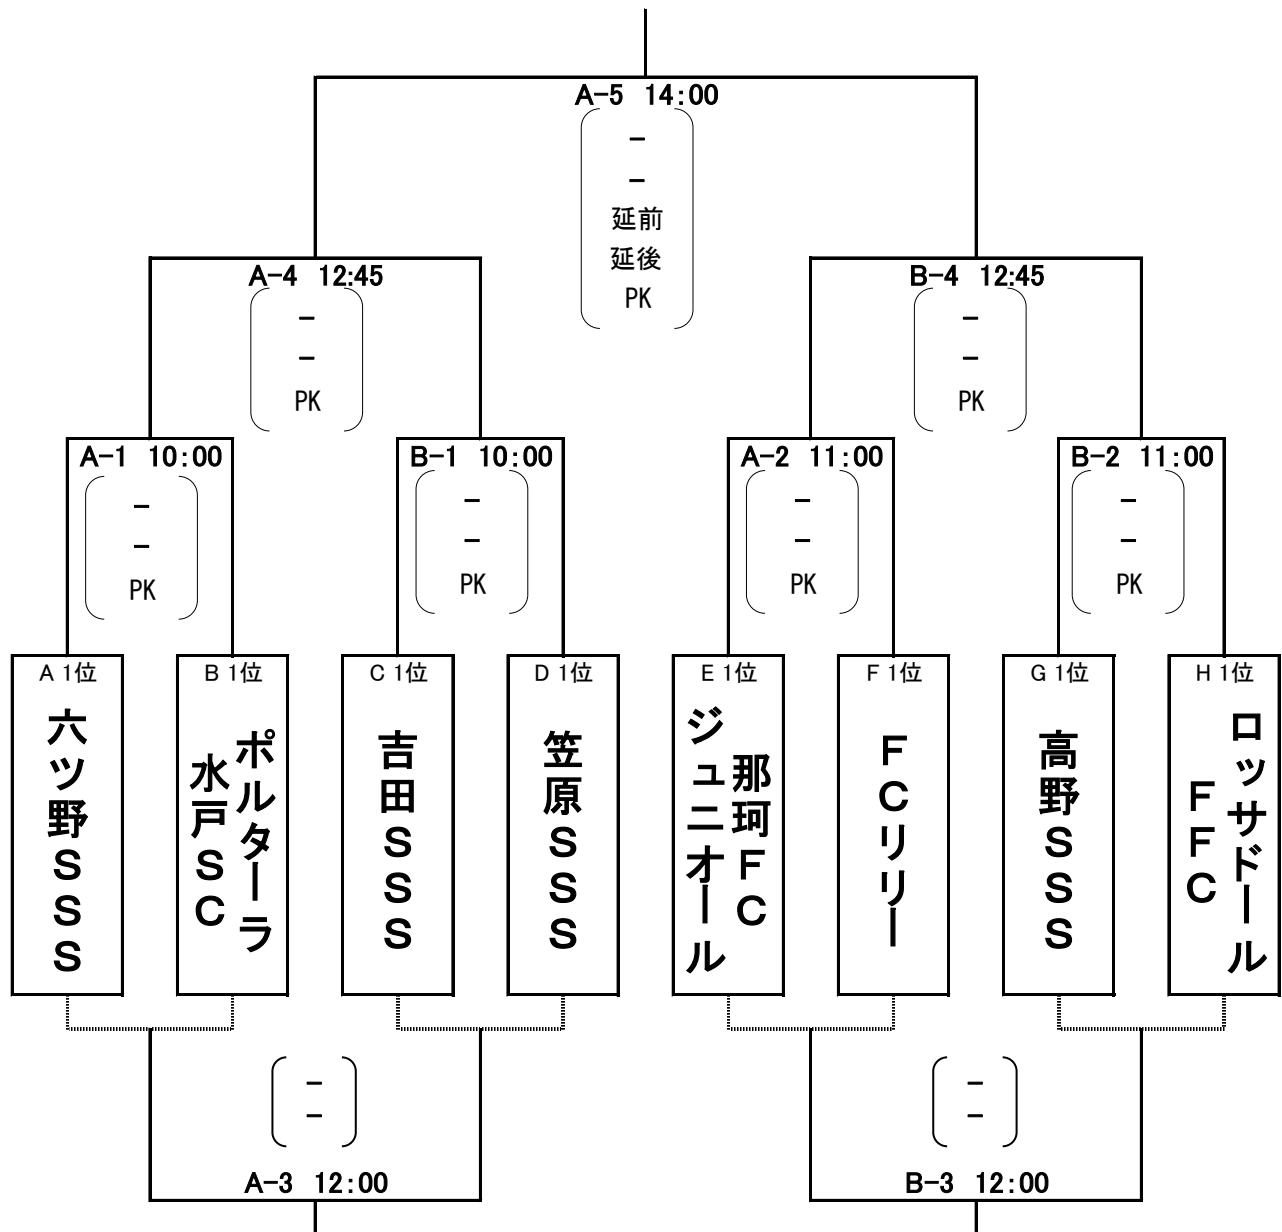 A-5 14:00
-
-
延前
延後
PK
A-4 12:45
-
-
PK
B-4 12:45
-
-
PK
A-1 10:00
-
-
PK
B-1 10:00
-
-
PK
A-2 11:00
-
-
PK
B-2 11:00
-
-
PK
A 1位
六ツ野SSS
B 1位
ポルターラ
水戸SC
C 1位
吉田SSS
D 1位
笠原SSS
E 1位
那珂FC
ジュニオール
F 1位
FCリリー
G 1位
高野SSS
H 1位
ロッサドール
FFC
-
-
A-3 12:00
-
-
B-3 12:00